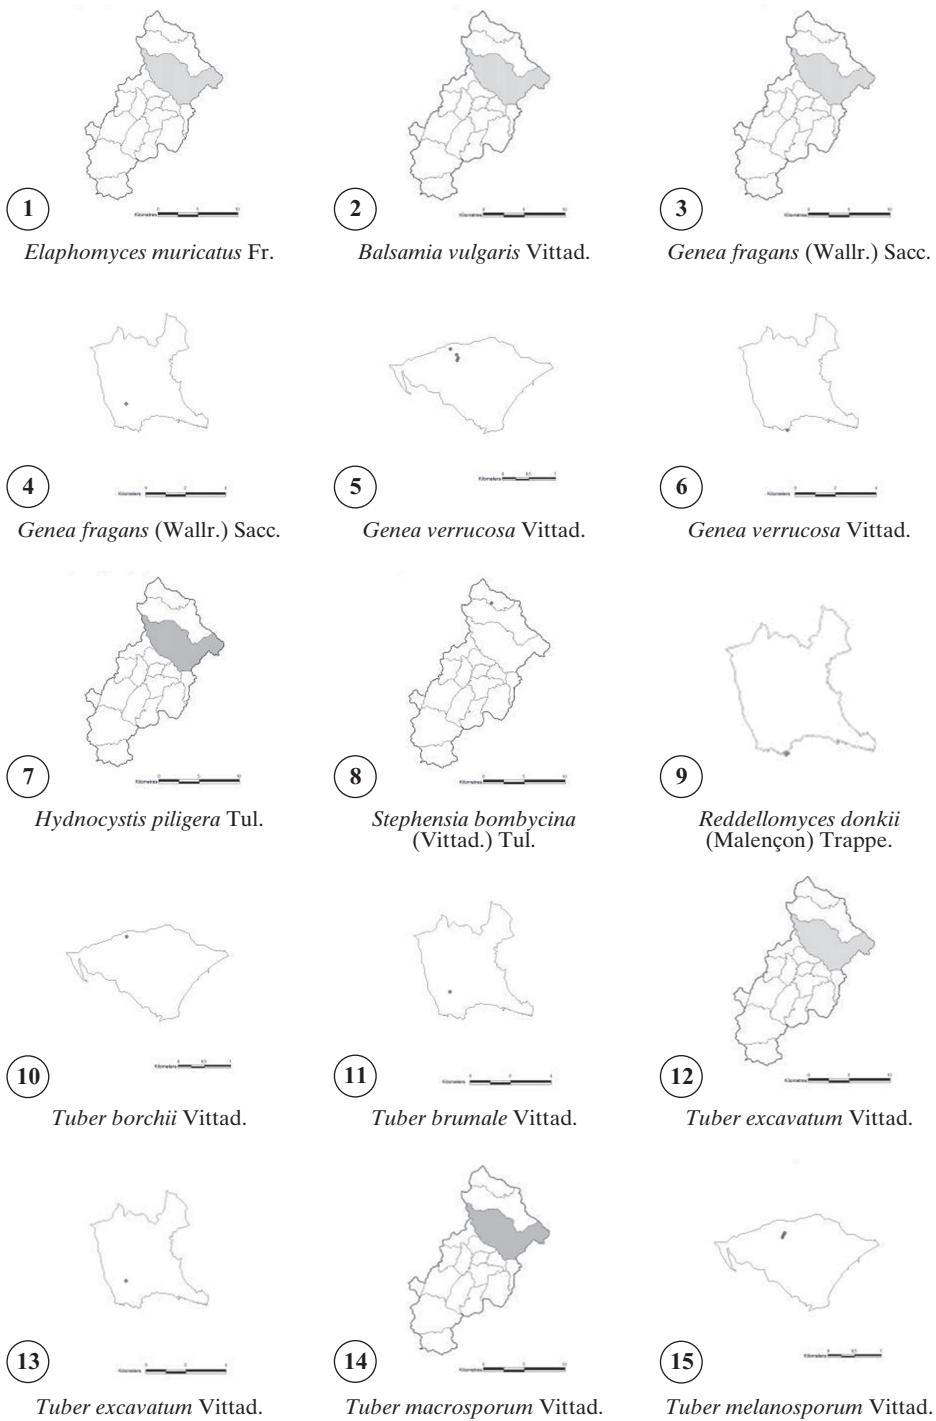 1
2
3
Elaphomyces muricatus Fr.
Balsamia vulgaris Vittad.
Genea fragans (Wallr.) Sacc.
4
5
6
Genea fragans (Wallr.) Sacc.
Genea verrucosa Vittad.
Genea verrucosa Vittad.
7
8
9
Hydnocystis piligera Tul.
Stephensia bombycina
(Vittad.) Tul.
Reddellomyces donkii
(Malençon) Trappe.
10
11
12
Tuber borchii Vittad.
Tuber brumale Vittad.
Tuber excavatum Vittad.
13
14
15
Tuber excavatum Vittad.
Tuber macrosporum Vittad.
Tuber melanosporum Vittad.